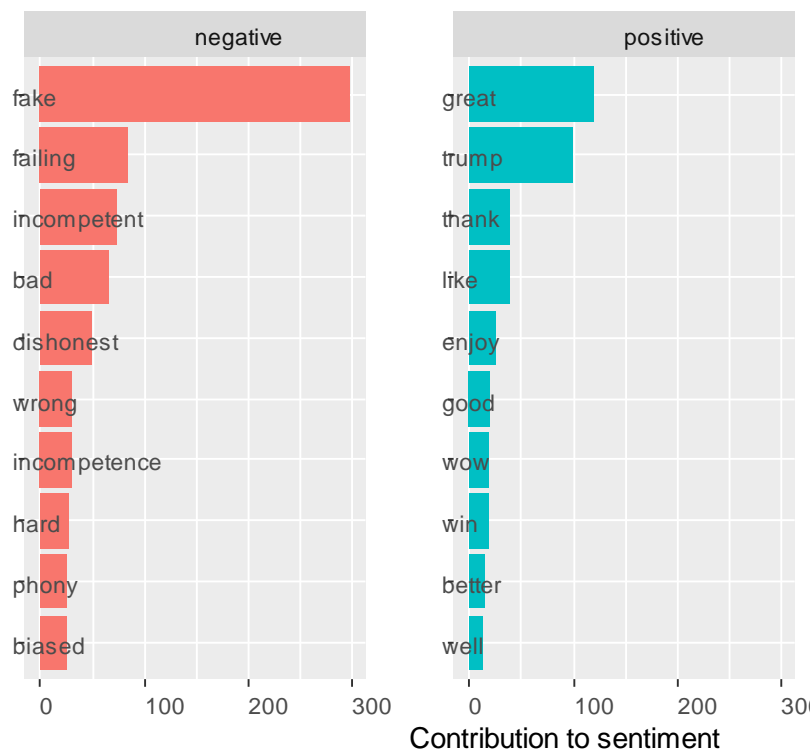 negative
fake
failing
incompetent
bad
dishonest
wrong
incompetence
hard
phony
biased
0 100 200 300
positive
great
trump
thank
like
enjoy
good
wow
win
better
well
0 100 200 300
Contribution to sentiment